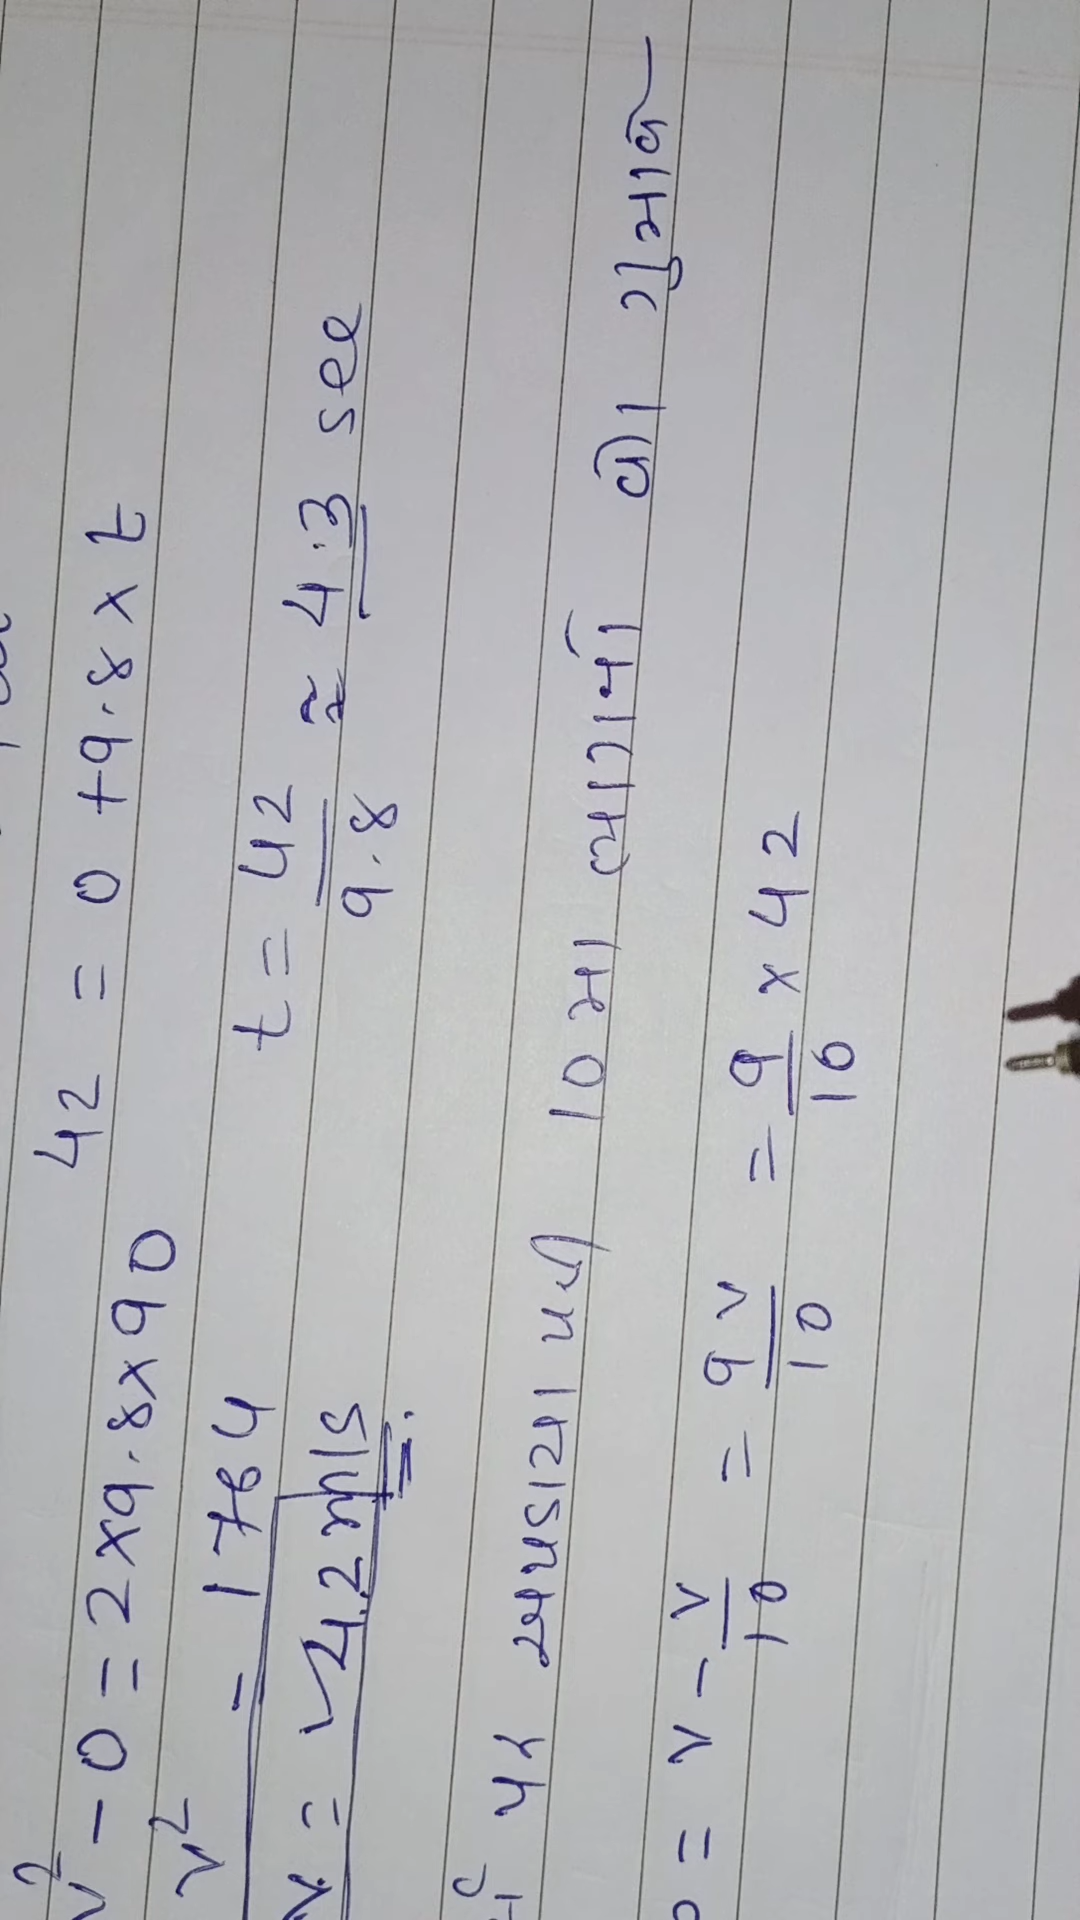 v² - 0 = 2 x 9.8 x 90
v² = 1764
v = √42 m/s
42 = 0 + 9.8 x t
t = 42/9.8 ≈ 4.3 sec
પર અથડાયા પછી 10 મા ભાગનો વેગ ગુમાવે
= v - v/10 = 9v/10 = 9/10 x 42